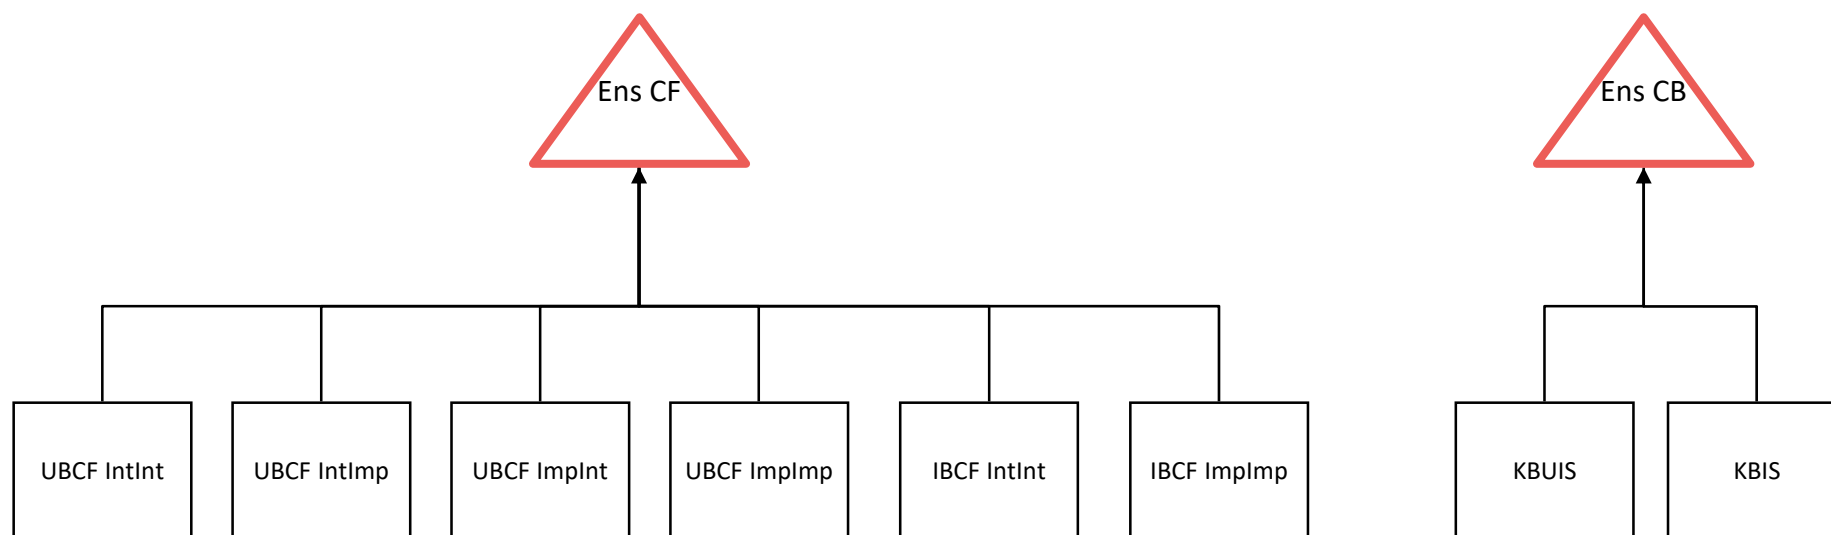 Ens CF
Ens CB
UBCF IntInt
UBCF IntImp
UBCF ImpInt
UBCF ImpImp
IBCF IntInt
IBCF ImpImp
KBUIS
KBIS